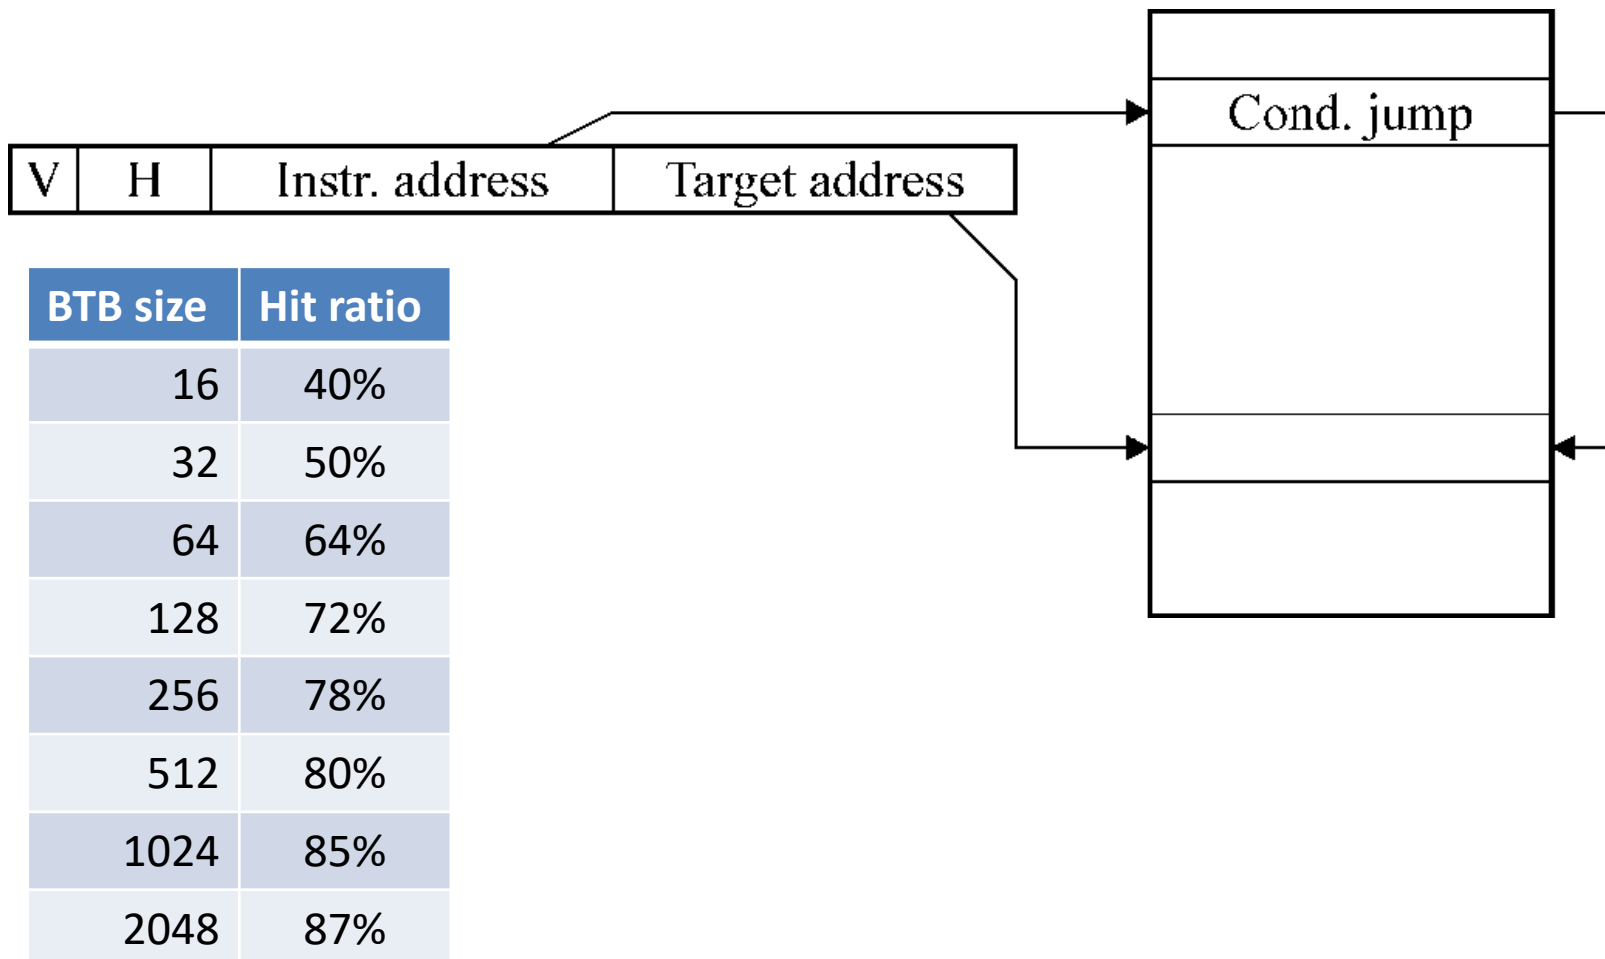 Cond. jump
V H Instr. address Target address
BTB size Hit ratio
16 40%
32 50%
64 64%
128 72%
256 78%
512 80%
1024 85%
2048 87%